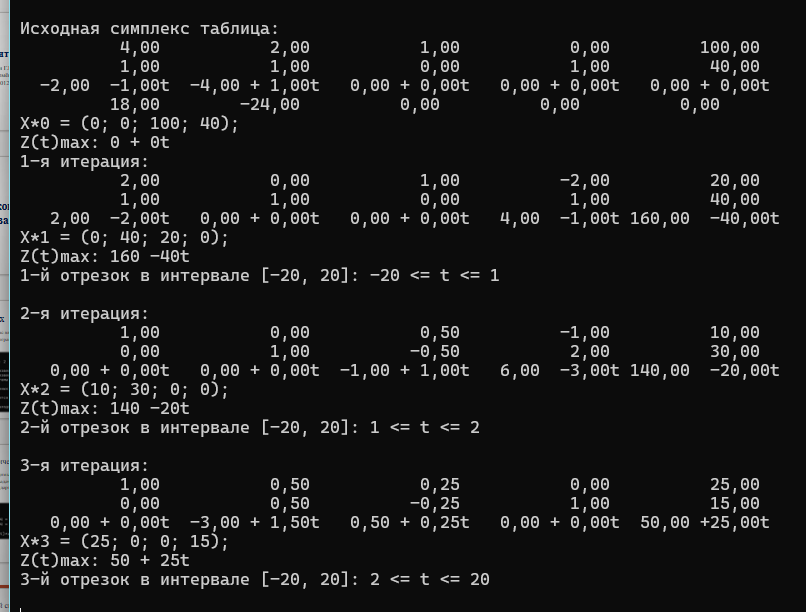 Исходная симплекс таблица:
4,00 2,00 1,00 0,00 100,00
1,00 1,00 0,00 1,00 40,00
-2,00 -1,00t -4,00 + 1,00t 0,00 + 0,00t 0,00 + 0,00t 0,00 + 0,00t
18,00 -24,00 0,00 0,00 0,00
X*0 = (0; 0; 100; 40);
Z(t)max: 0 + 0t
1-я итерация:
2,00 0,00 1,00 -2,00 20,00
1,00 1,00 0,00 1,00 40,00
2,00 -2,00t 0,00 + 0,00t 0,00 + 0,00t 4,00 -1,00t 160,00 -40,00t
X*1 = (0; 40; 20; 0);
Z(t)max: 160 -40t
1-й отрезок в интервале [-20, 20]: -20 <= t <= 1
2-я итерация:
1,00 0,00 0,50 -1,00 10,00
0,00 1,00 -0,50 2,00 30,00
0,00 + 0,00t 0,00 + 0,00t -1,00 + 1,00t 6,00 -3,00t 140,00 -20,00t
X*2 = (10; 30; 0; 0);
Z(t)max: 140 -20t
2-й отрезок в интервале [-20, 20]: 1 <= t <= 2
3-я итерация:
1,00 0,50 0,25 0,00 25,00
0,00 0,50 -0,25 1,00 15,00
0,00 + 0,00t -3,00 + 1,50t 0,50 + 0,25t 0,00 + 0,00t 50,00 +25,00t
X*3 = (25; 0; 0; 15);
Z(t)max: 50 + 25t
3-й отрезок в интервале [-20, 20]: 2 <= t <= 20